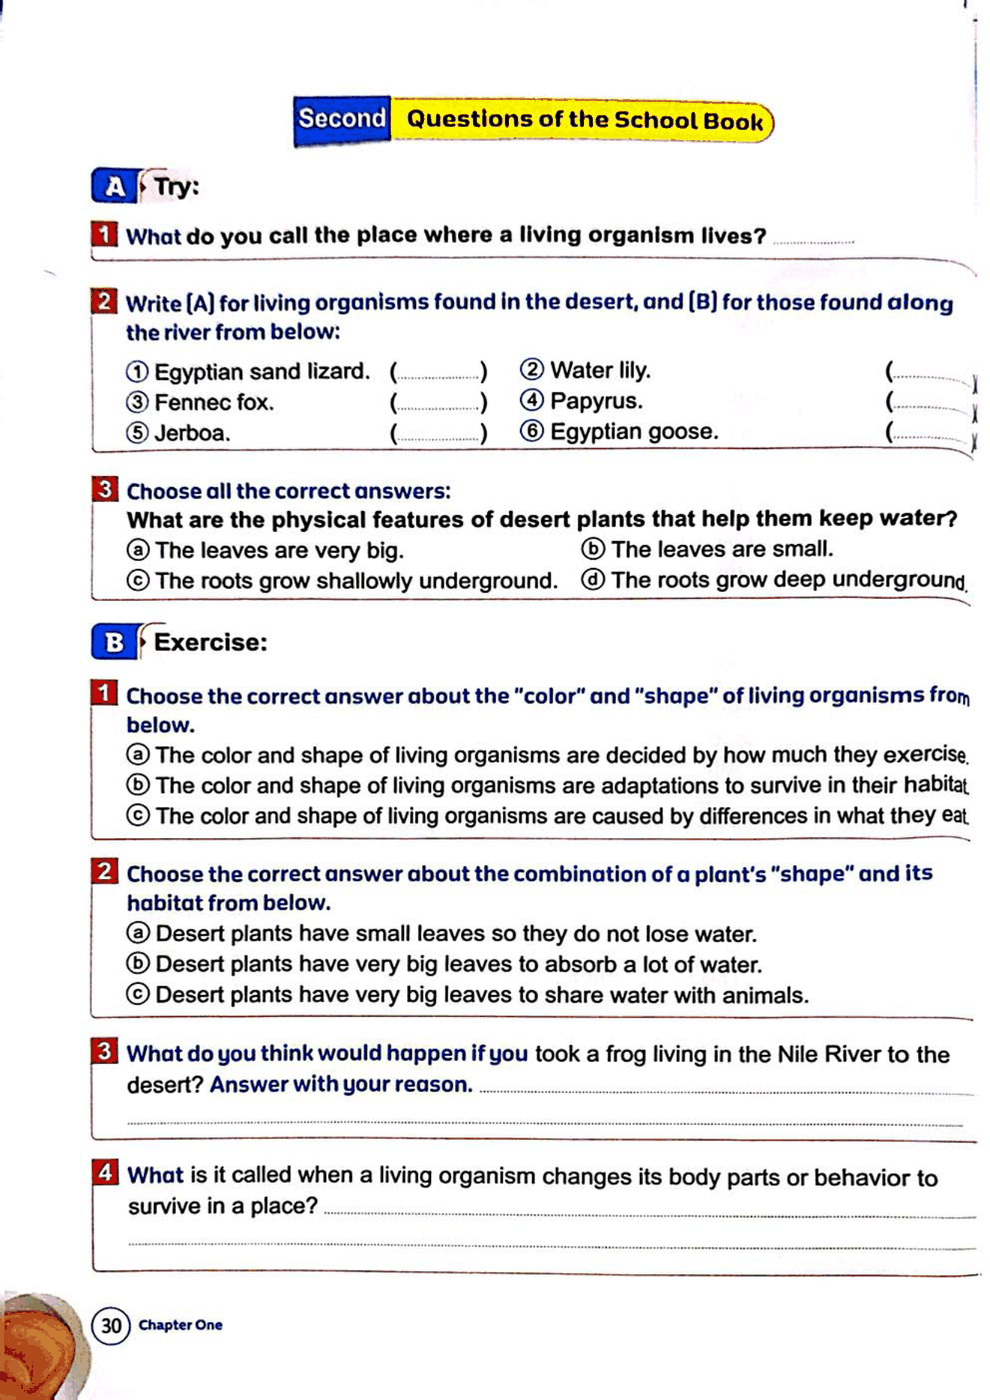 Second Questions of the School Book
A Try:
1 What do you call the place where a living organism lives? ....................
2 Write (A) for living organisms found in the desert, and (B) for those found along
the river from below:
① Egyptian sand lizard. (....................) ② Water lily. (....................)
③ Fennec fox. (....................) ④ Papyrus. (....................)
⑤ Jerboa. (....................) ⑥ Egyptian goose. (....................)
3 Choose all the correct answers:
What are the physical features of desert plants that help them keep water?
ⓐ The leaves are very big. ⓑ The leaves are small.
ⓒ The roots grow shallowly underground. ⓓ The roots grow deep underground.
B Exercise:
1 Choose the correct answer about the "color" and "shape" of living organisms from
below.
ⓐ The color and shape of living organisms are decided by how much they exercise.
ⓑ The color and shape of living organisms are adaptations to survive in their habitat.
ⓒ The color and shape of living organisms are caused by differences in what they eat.
2 Choose the correct answer about the combination of a plant's "shape" and its
habitat from below.
ⓐ Desert plants have small leaves so they do not lose water.
ⓑ Desert plants have very big leaves to absorb a lot of water.
ⓒ Desert plants have very big leaves to share water with animals.
3 What do you think would happen if you took a frog living in the Nile River to the
desert? Answer with your reason. ....................
....................
4 What is it called when a living organism changes its body parts or behavior to
survive in a place? ....................
....................
30 Chapter One